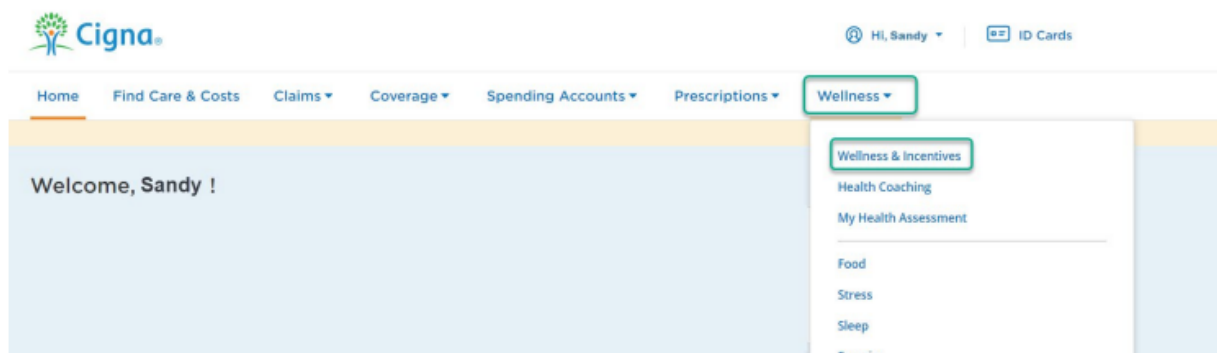 Cigna®
Hi, Sandy
ID Cards
Home Find Care & Costs Claims Coverage Spending Accounts Prescriptions Wellness
Wellness & Incentives
Welcome, Sandy !
Health Coaching
My Health Assessment
Food
Stress
Sleep